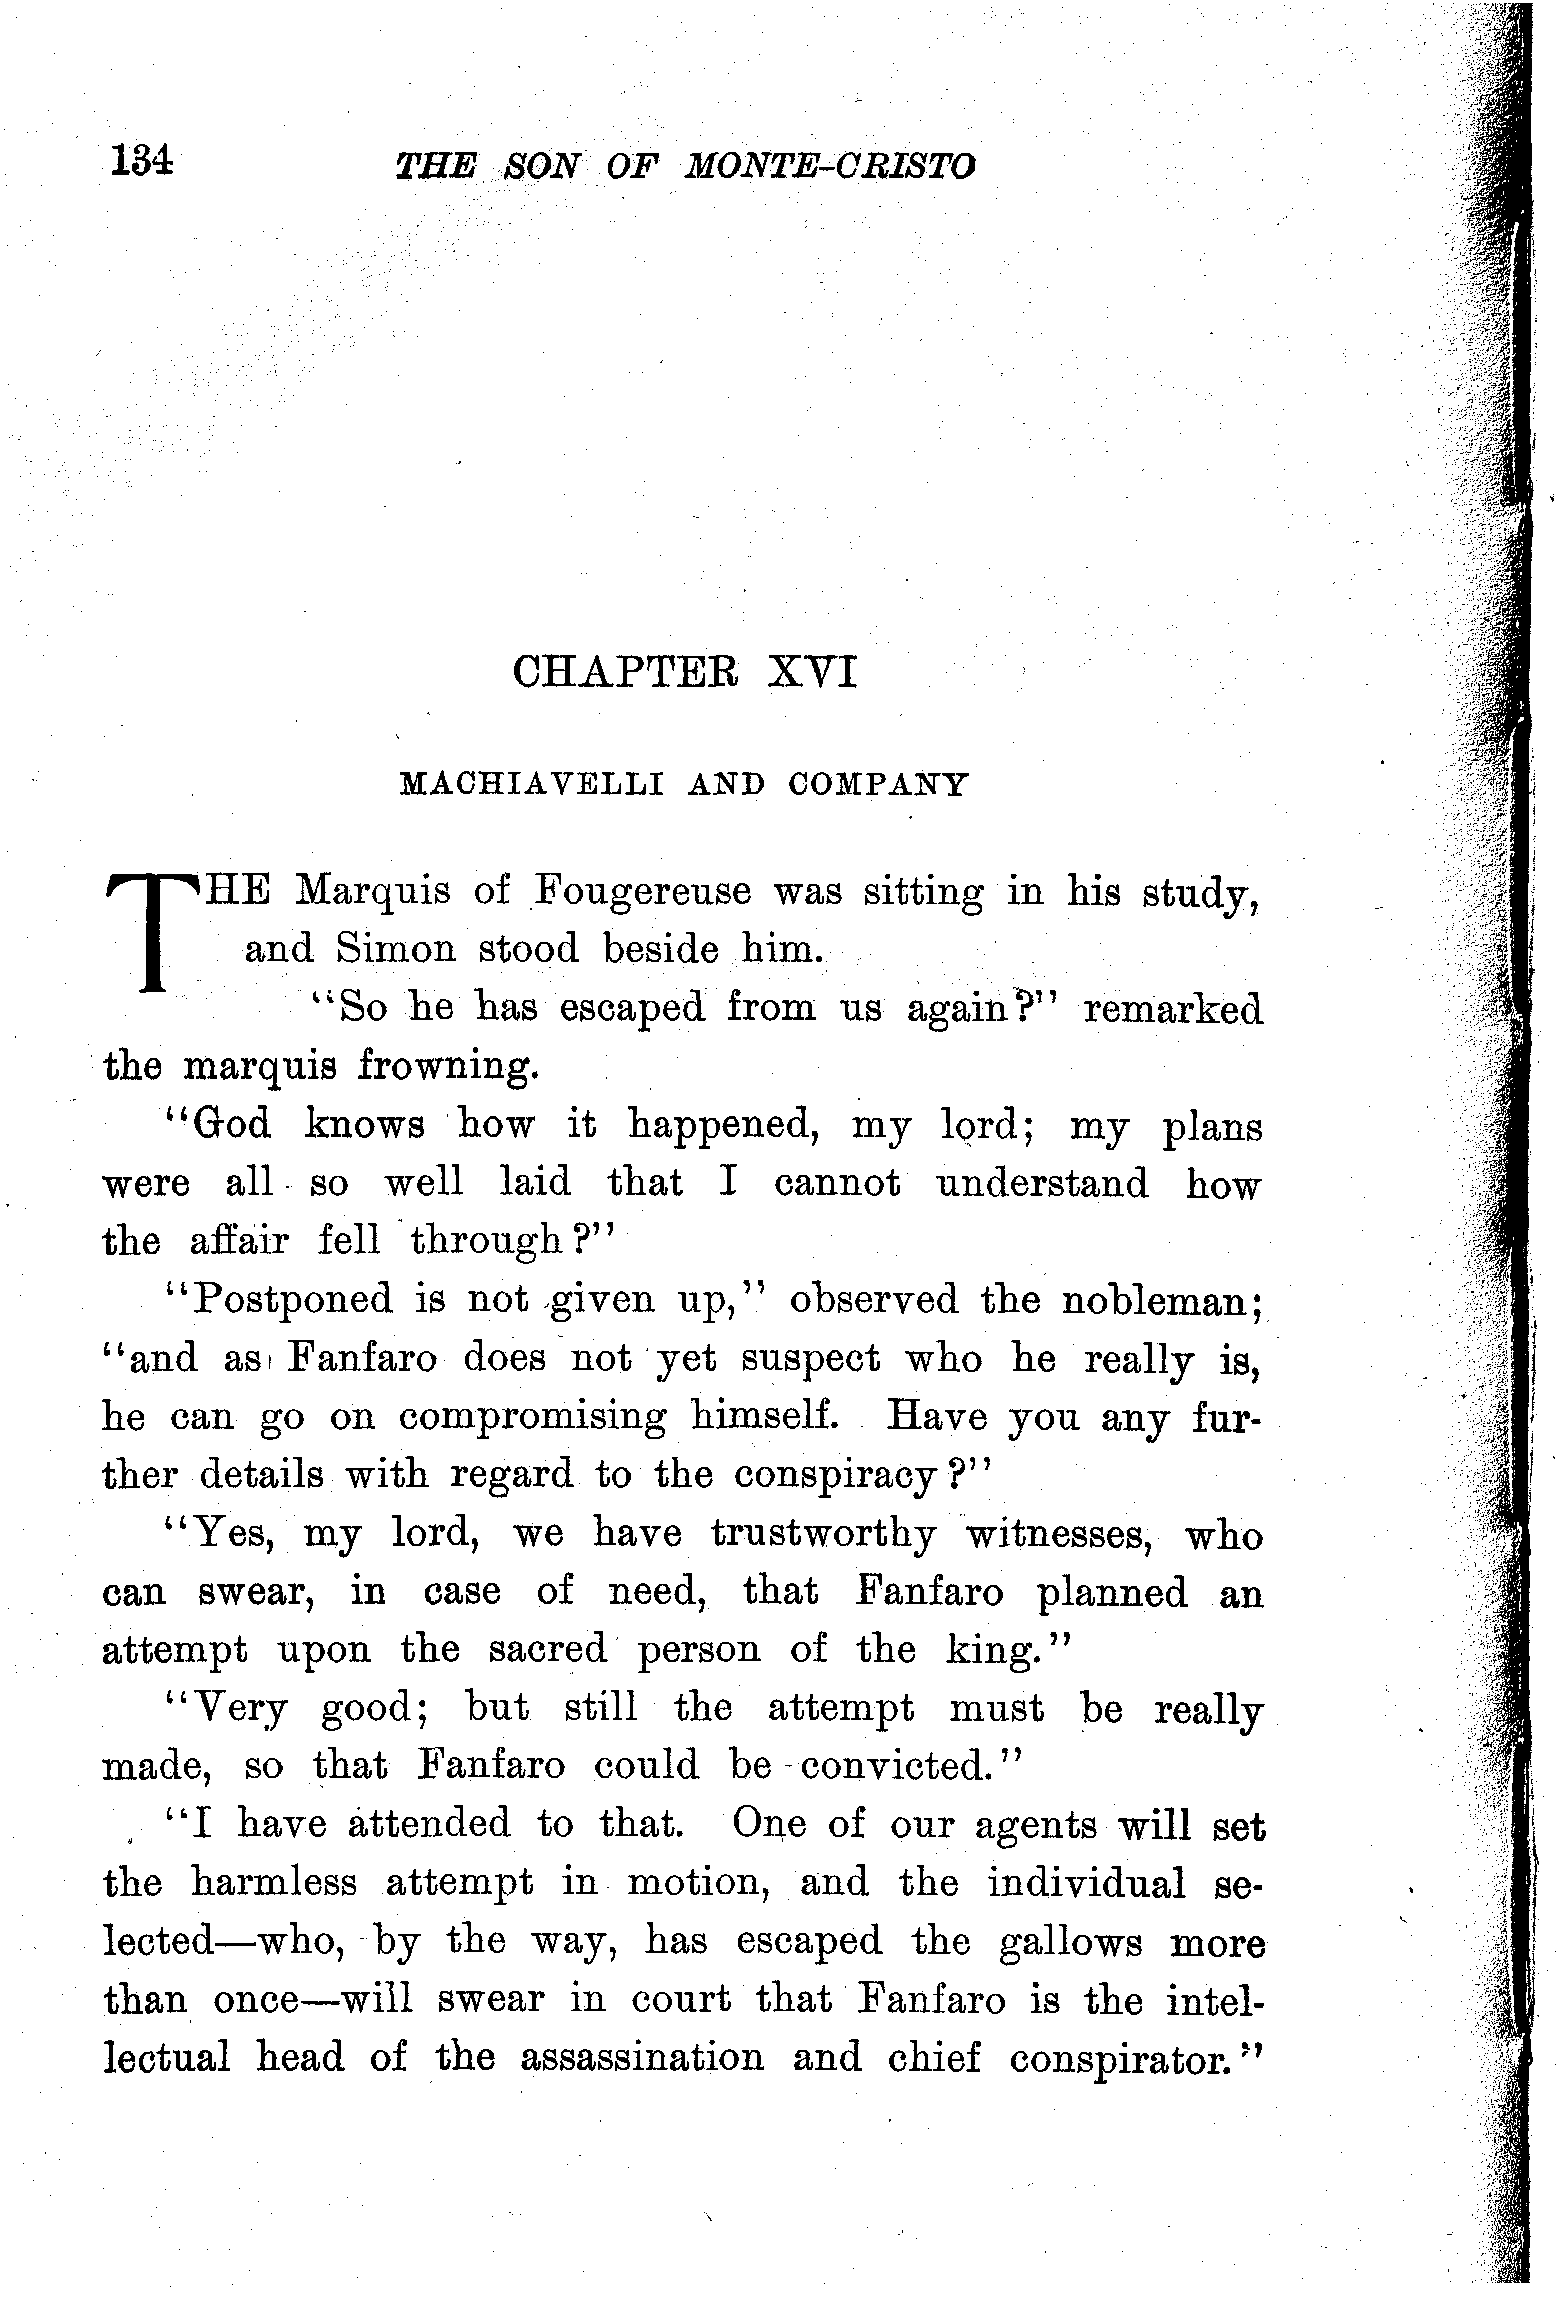 134 THE SON OF MONTE-CRISTO
CHAPTER XVI
MACHIAVELLI AND COMPANY
THE Marquis of Fougereuse was sitting in his study,
and Simon stood beside him.
"So he has escaped from us again?" remarked
the marquis frowning.
"God knows how it happened, my lord; my plans
were all so well laid that I cannot understand how
the affair fell through?"
"Postponed is not given up," observed the nobleman;
"and as Fanfaro does not yet suspect who he really is,
he can go on compromising himself. Have you any fur-
ther details with regard to the conspiracy?"
"Yes, my lord, we have trustworthy witnesses, who
can swear, in case of need, that Fanfaro planned an
attempt upon the sacred person of the king."
"Very good; but still the attempt must be really
made, so that Fanfaro could be convicted."
"I have attended to that. One of our agents will set
the harmless attempt in motion, and the individual se-
lected—who, by the way, has escaped the gallows more
than once—will swear in court that Fanfaro is the intel-
lectual head of the assassination and chief conspirator."